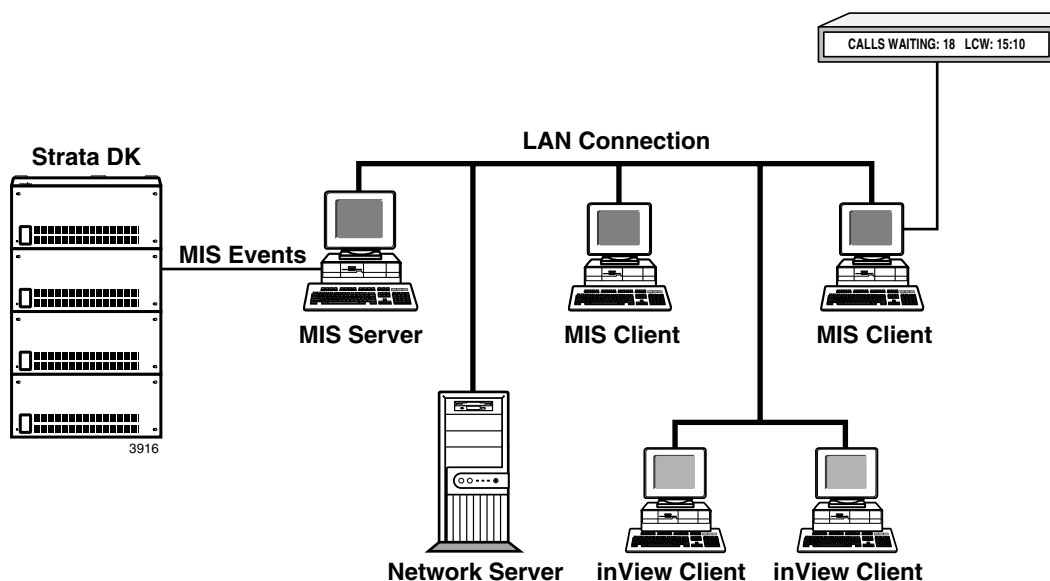 CALLS WAITING: 18 LCW: 15:10
LAN Connection
Strata DK
MIS Events
MIS Server
MIS Client
MIS Client
3916
Network Server
inView Client
inView Client